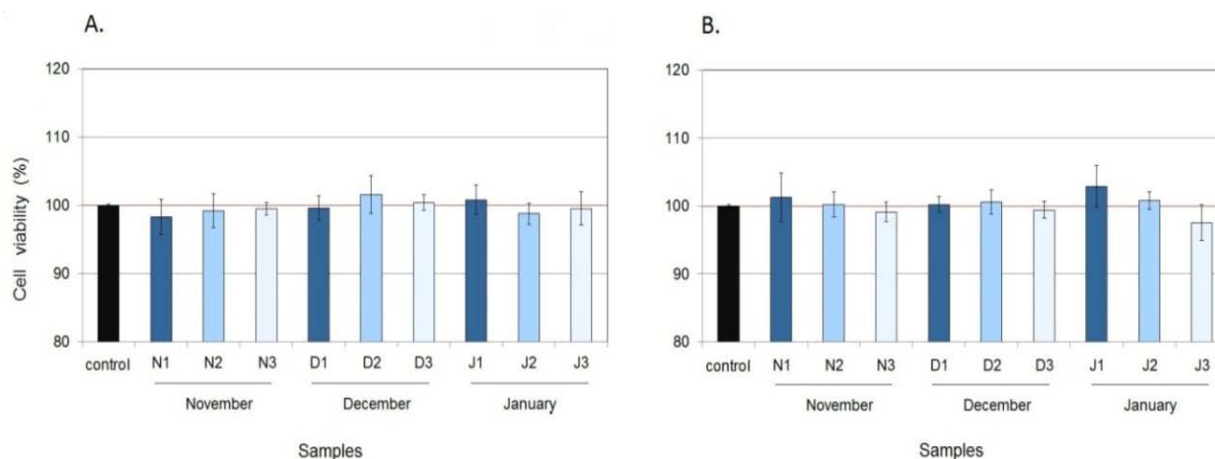 A.
Cell viability (%)
120
110
100
90
80
control N1 N2 N3 D1 D2 D3 J1 J2 J3
November December January
Samples
B.
120
110
100
90
80
control N1 N2 N3 D1 D2 D3 J1 J2 J3
November December January
Samples